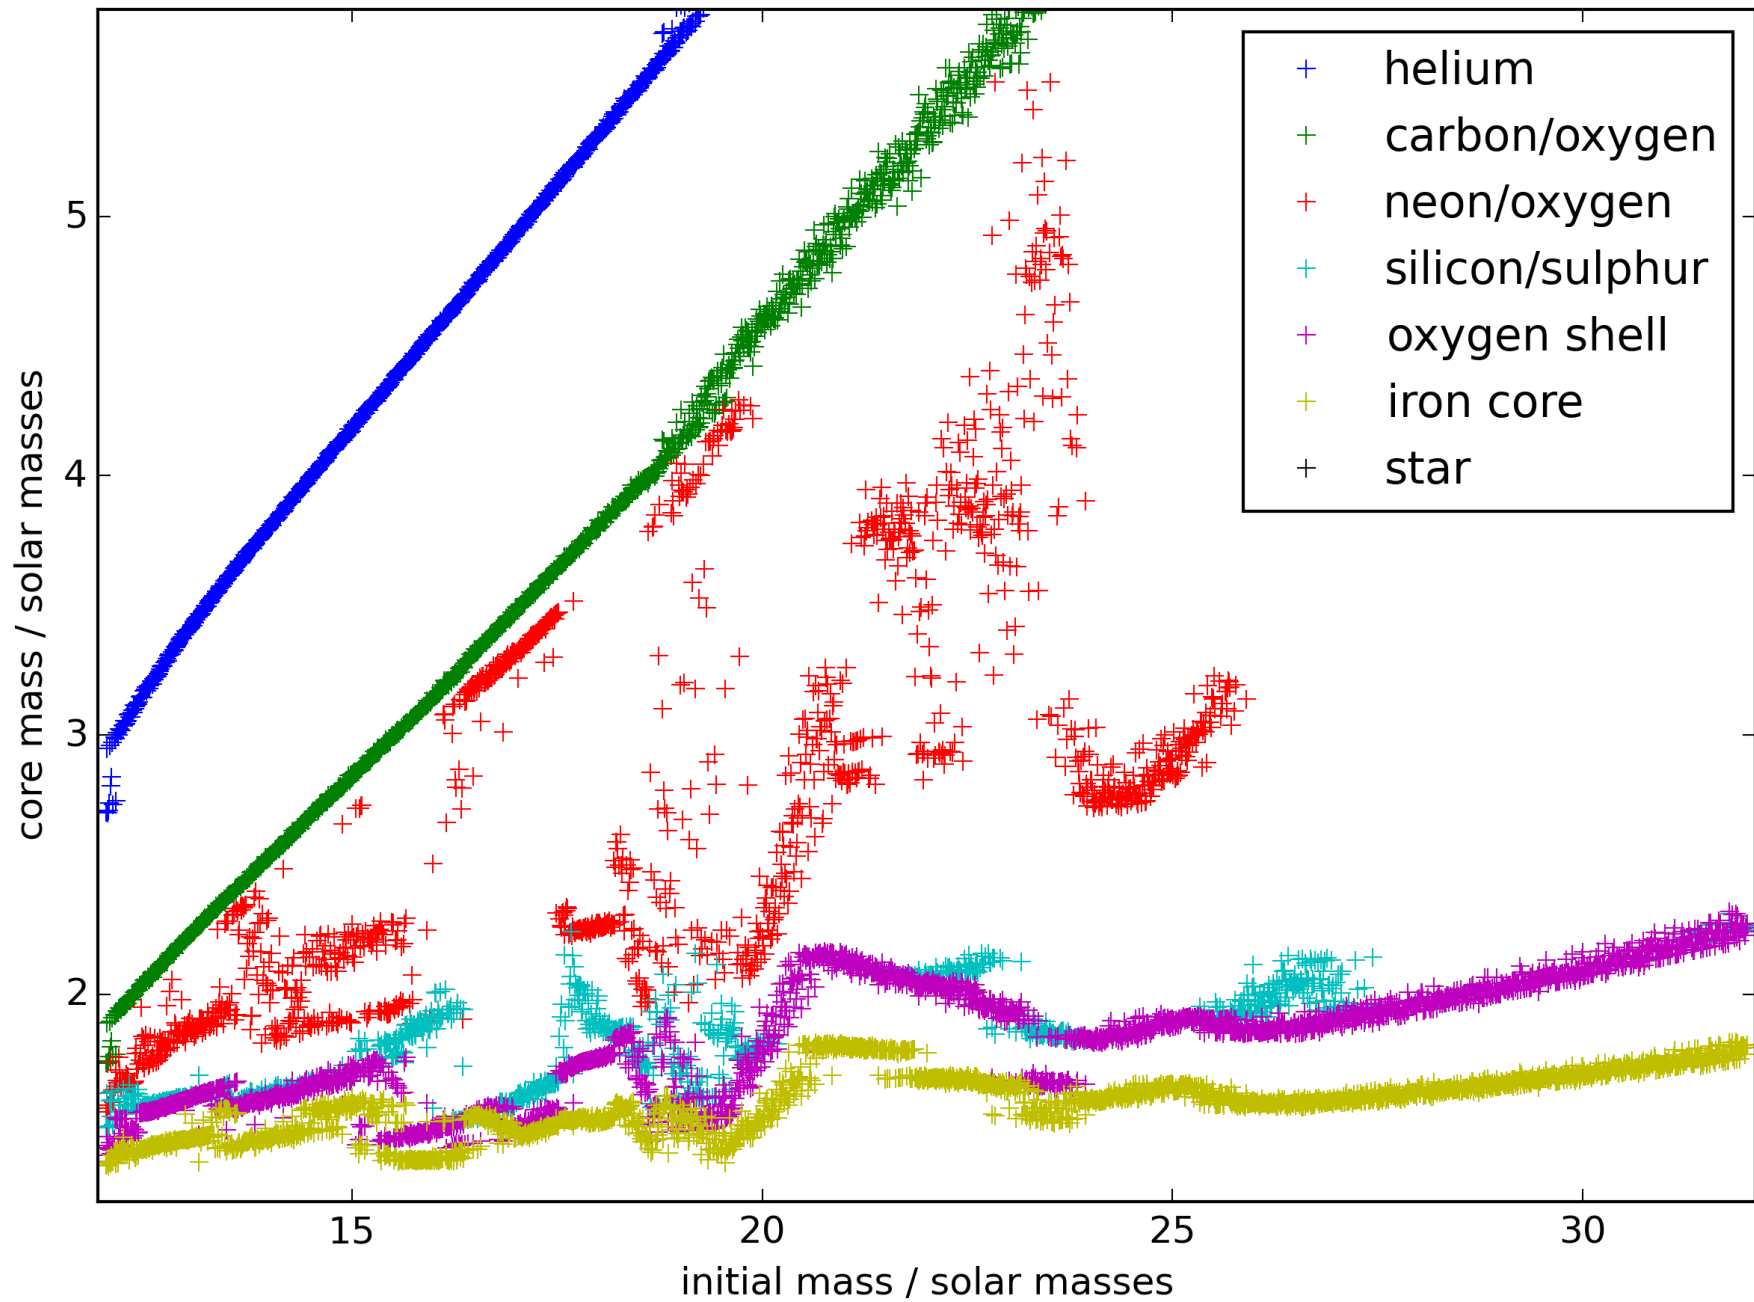 helium
carbon/oxygen
neon/oxygen
silicon/sulphur
oxygen shell
iron core
star
5
4
3
2
core mass / solar masses
15 20 25 30
initial mass / solar masses